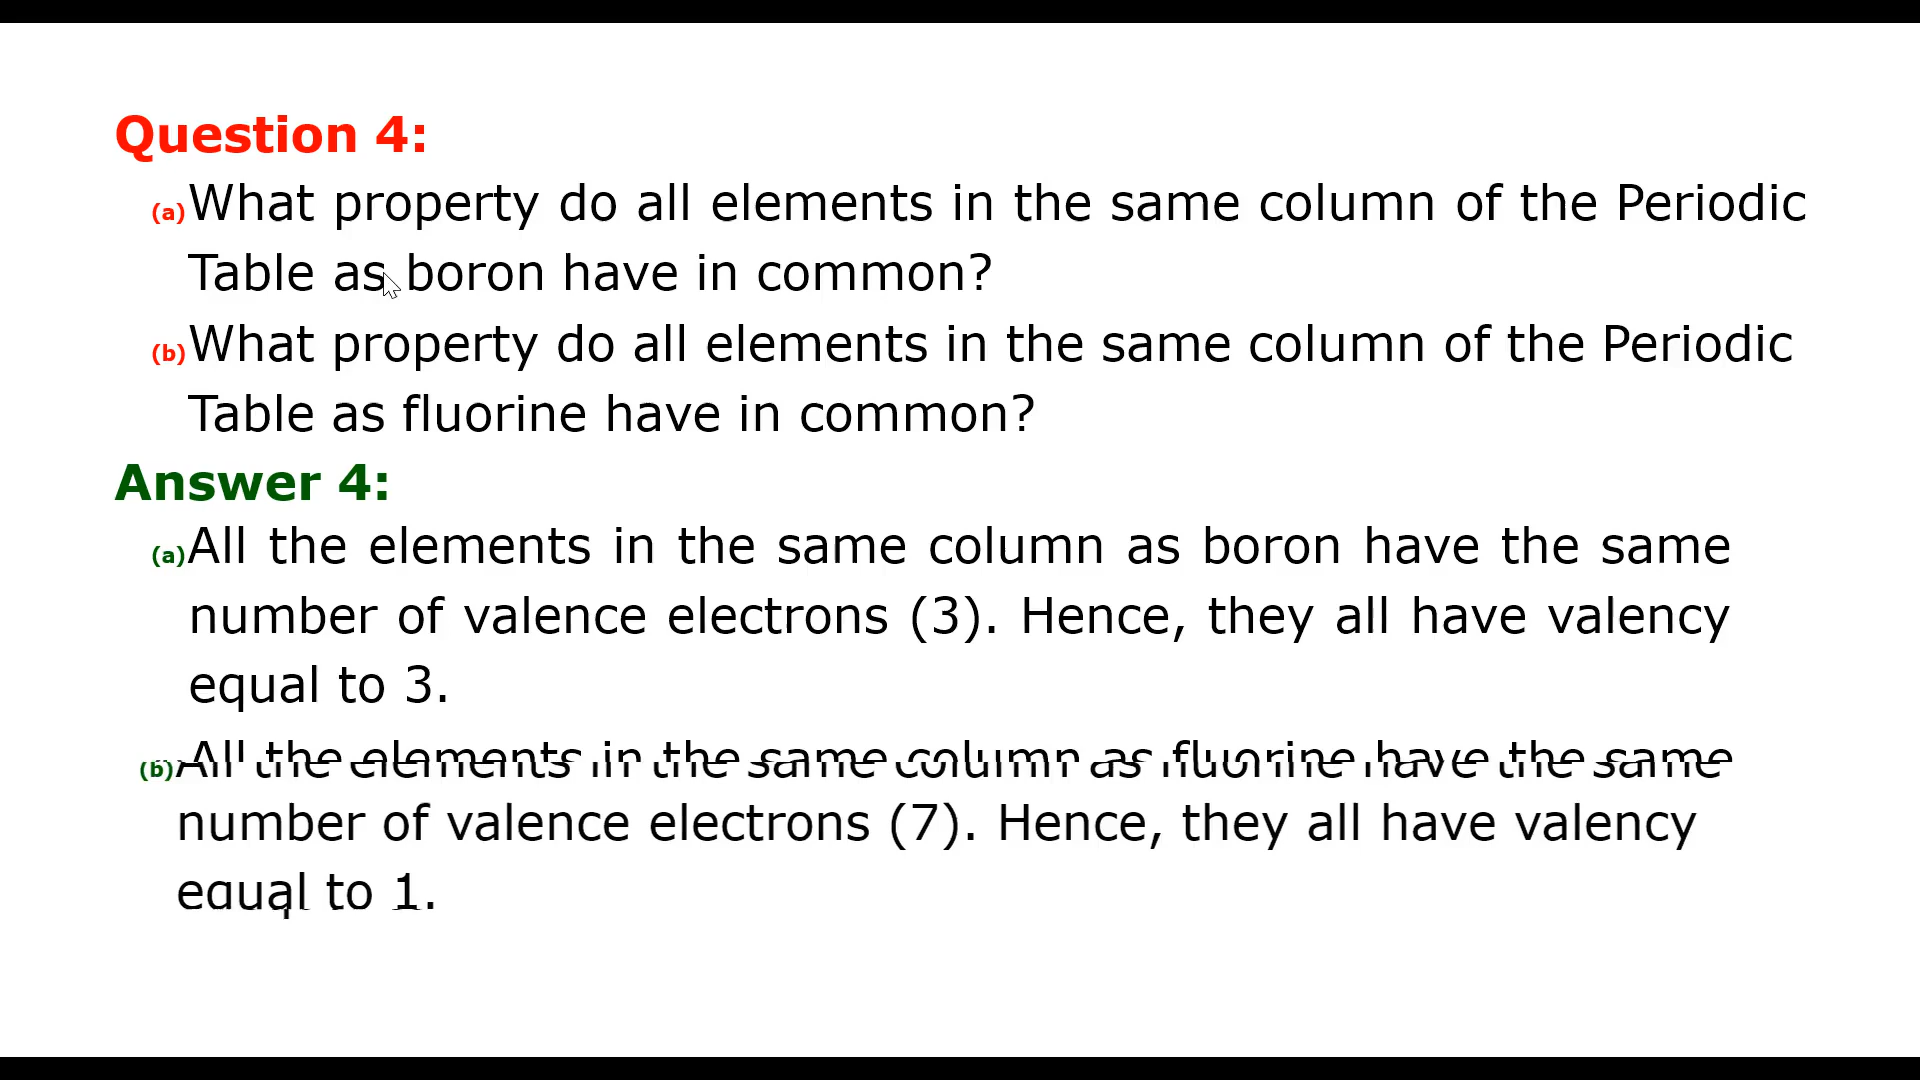 Question 4:
(a) What property do all elements in the same column of the Periodic
Table as boron have in common?
(b) What property do all elements in the same column of the Periodic
Table as fluorine have in common?
Answer 4:
(a) All the elements in the same column as boron have the same
number of valence electrons (3). Hence, they all have valency
equal to 3.
(b) All the elements in the same column as fluorine have the same
number of valence electrons (7). Hence, they all have valency
equal to 1.